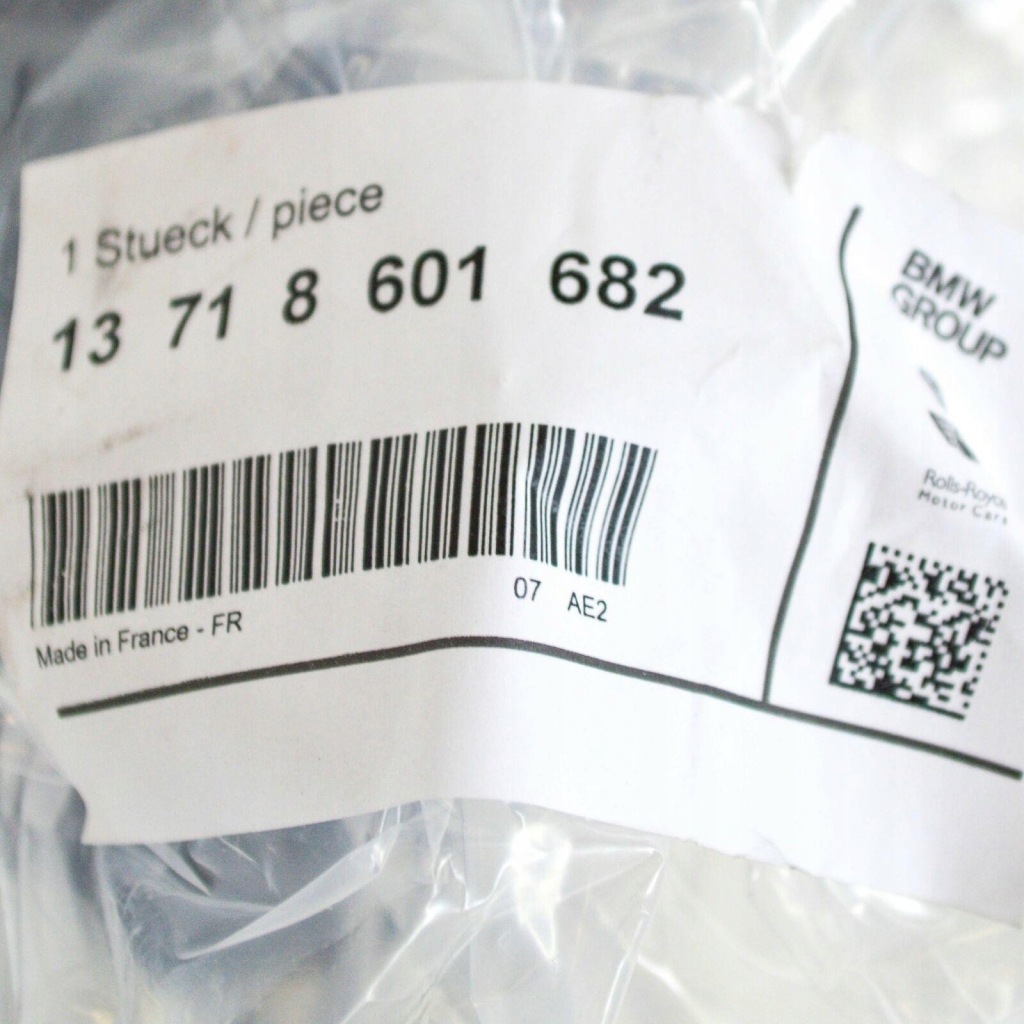 1 Stueck / piece
13 71 8 601 682
07 AE2
Made in France - FR
BMW
GROUP
Rolls-Royce
Motor Cars